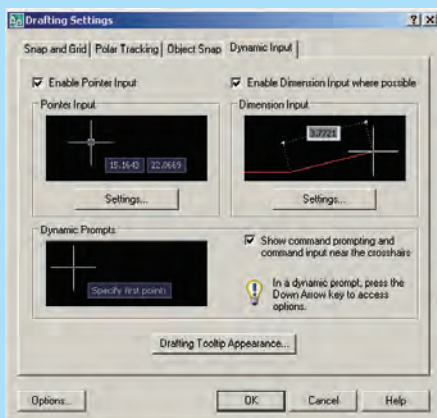 Drafting Settings
Snap and Grid Polar Tracking Object Snap Dynamic Input
Enable Pointer Input
Enable Dimension Input where possible
Pointer Input
15.1643 22.0669
Settings...
Dimension Input
3.7721
Settings...
Dynamic Prompts
Specify first point:
Show command prompting and
command input near the crosshairs
In a dynamic prompt, press the
Down Arrow key to access
options.
Drafting Tooltip Appearance...
Options... OK Cancel Help